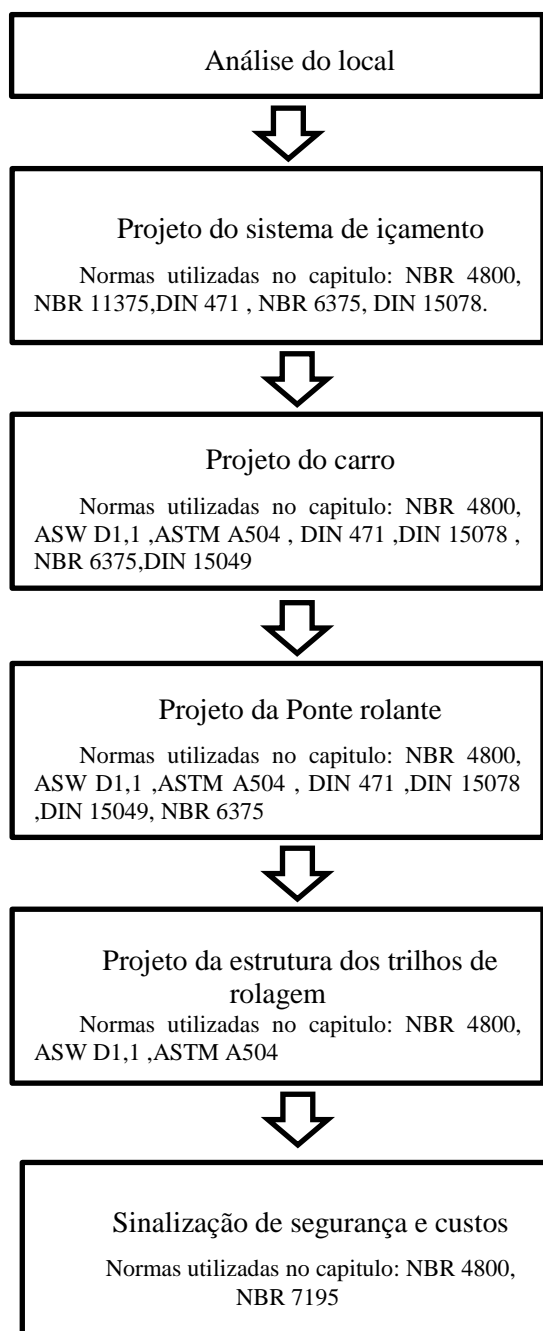 Análise do local
Projeto do sistema de içamento
Normas utilizadas no capitulo: NBR 4800,
NBR 11375,DIN 471 , NBR 6375, DIN 15078.
Projeto do carro
Normas utilizadas no capitulo: NBR 4800,
ASW D1,1 ,ASTM A504 , DIN 471 ,DIN 15078 ,
NBR 6375,DIN 15049
Projeto da Ponte rolante
Normas utilizadas no capitulo: NBR 4800,
ASW D1,1 ,ASTM A504 , DIN 471 ,DIN 15078
,DIN 15049, NBR 6375
Projeto da estrutura dos trilhos de
rolagem
Normas utilizadas no capitulo: NBR 4800,
ASW D1,1 ,ASTM A504
Sinalização de segurança e custos
Normas utilizadas no capitulo: NBR 4800,
NBR 7195